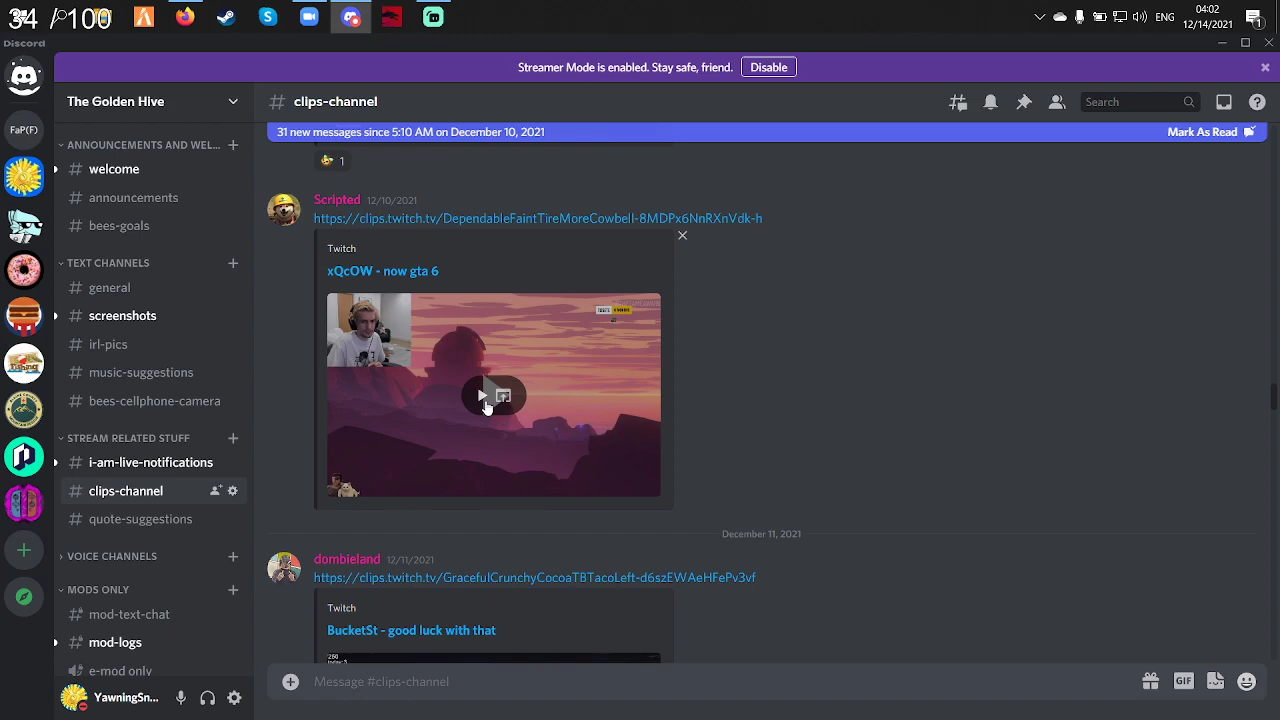 34 / 100
ENG
04:02
12/14/2021
1
Discord
Streamer Mode is enabled. Stay safe, friend.
Disable
The Golden Hive
# clips-channel
Search
31 new messages since 5:10 AM on December 10, 2021
Mark As Read
FaP(F)
ANNOUNCEMENTS AND WEL...
# welcome
# announcements
# bees-goals
TEXT CHANNELS
# general
# screenshots
# irl-pics
# music-suggestions
# bees-cellphone-camera
STREAM RELATED STUFF
# i-am-live-notifications
# clips-channel
# quote-suggestions
VOICE CHANNELS
MODS ONLY
# mod-text-chat
# mod-logs
e-mod only
YawningSn...
1
Scripted 12/10/2021
https://clips.twitch.tv/DependableFaintTireMoreCowbell-8MDPx6NnRXnVdk-h
Twitch
xQcOW - now gta 6
December 11, 2021
dombieland 12/11/2021
https://clips.twitch.tv/GracefulCrunchyCocoaTBTacoLeft-d6szEWAeHFePv3vf
Twitch
BucketSt - good luck with that
Message #clips-channel
GIF